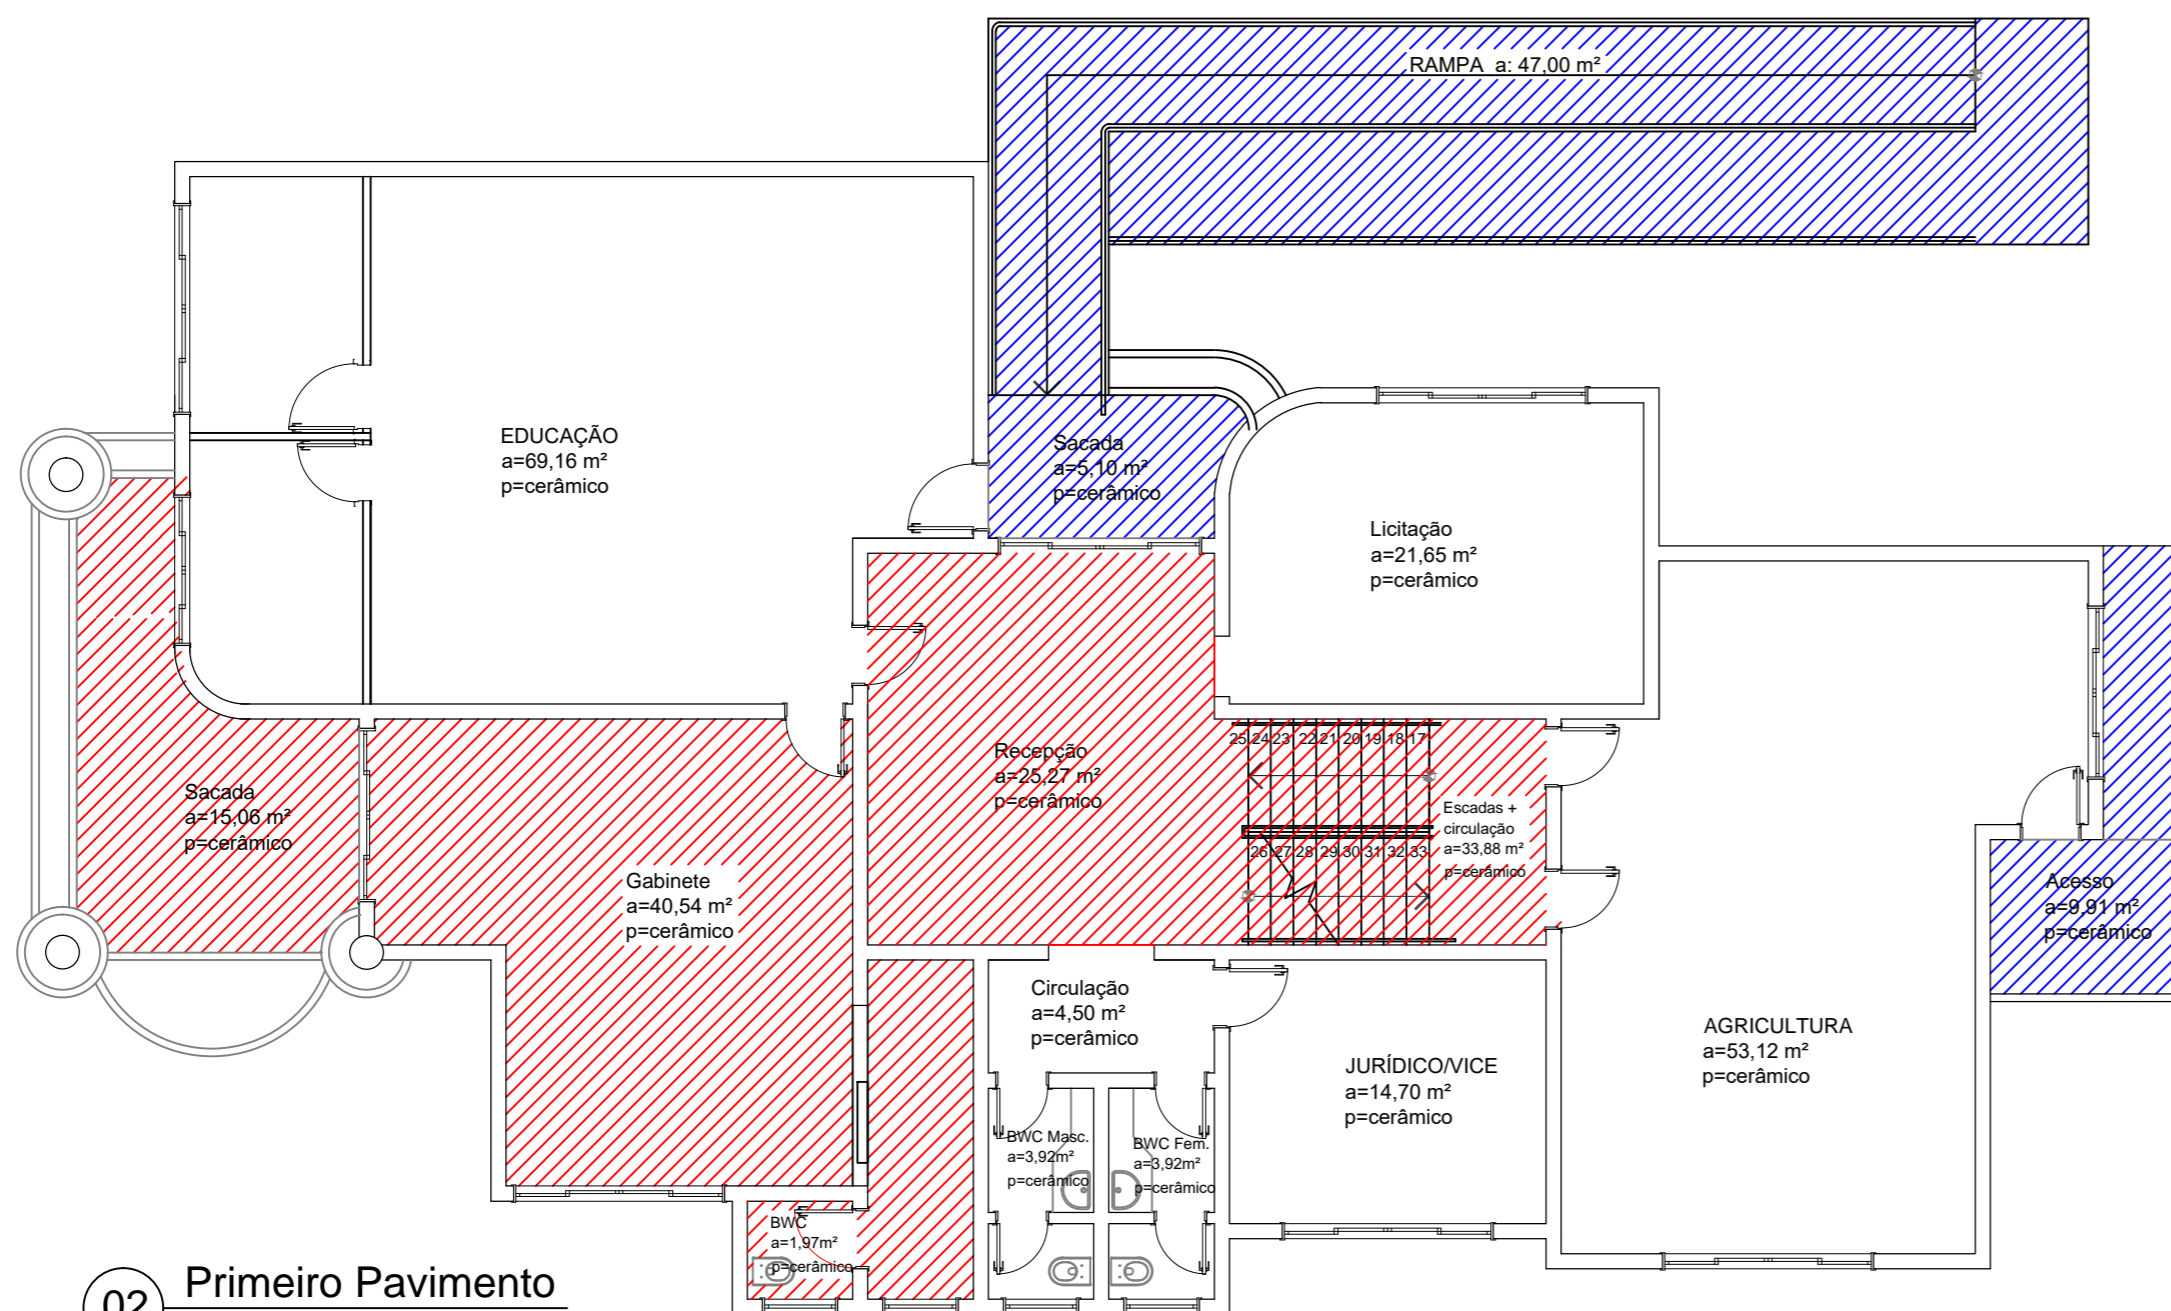 RAMPA a: 47,00 m²
EDUCAÇÃO
a=69,16 m²
p=cerâmico
Sacada
a=5,10 m²
p=cerâmico
Licitação
a=21,65 m²
p=cerâmico
Recepção
a=25,27 m²
p=cerâmico
25 24 23 22 21 20 19 18 17
Escadas +
circulação
a=33,88 m²
p=cerâmico
26 27 28 29 30 31 32 33
Sacada
a=15,06 m²
p=cerâmico
Gabinete
a=40,54 m²
p=cerâmico
Acesso
a=9,91 m²
p=cerâmico
Circulação
a=4,50 m²
p=cerâmico
AGRICULTURA
a=53,12 m²
p=cerâmico
JURÍDICO/VICE
a=14,70 m²
p=cerâmico
BWC Masc.
a=3,92m²
p=cerâmico
BWC Fem.
a=3,92m²
p=cerâmico
BWC
a=1,97m²
p=cerâmico
02
Primeiro Pavimento